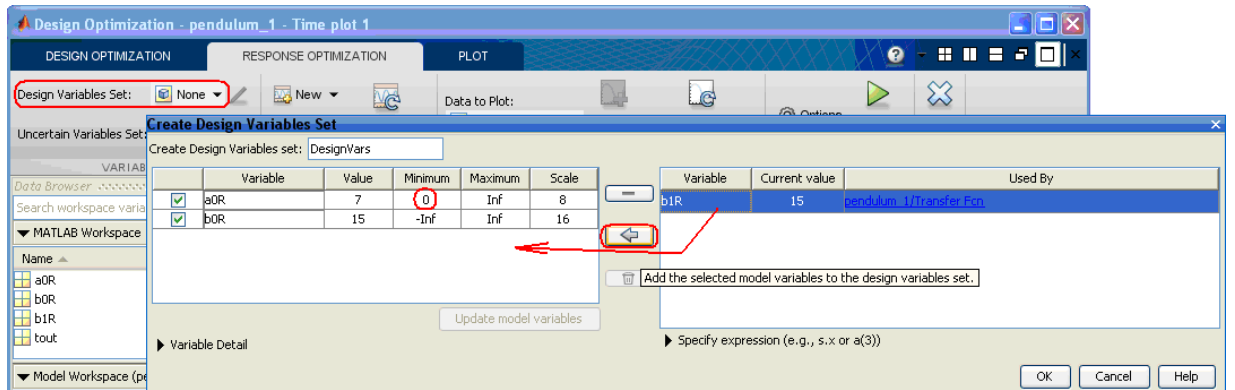 Design Optimization - pendulum_1 - Time plot 1
DESIGN OPTIMIZATION RESPONSE OPTIMIZATION PLOT
Design Variables Set: None New Data to Plot:
Options
Uncertain Variables Set:
VARIAB
Create Design Variables Set
Create Design Variables set: DesignVars
Data Browser
Search workspace varia
MATLAB Workspace
Name
a0R
b0R
b1R
tout
Model Workspace (pe
Variable Value Minimum Maximum Scale
a0R 7 0 Inf 8
b0R 15 -Inf Inf 16
Update model variables
Variable Detail
Variable Current value Used By
b1R 15 pendulum_1/Transfer Fcn
Add the selected model variables to the design variables set.
Specify expression (e.g., s.x or a(3))
OK Cancel Help